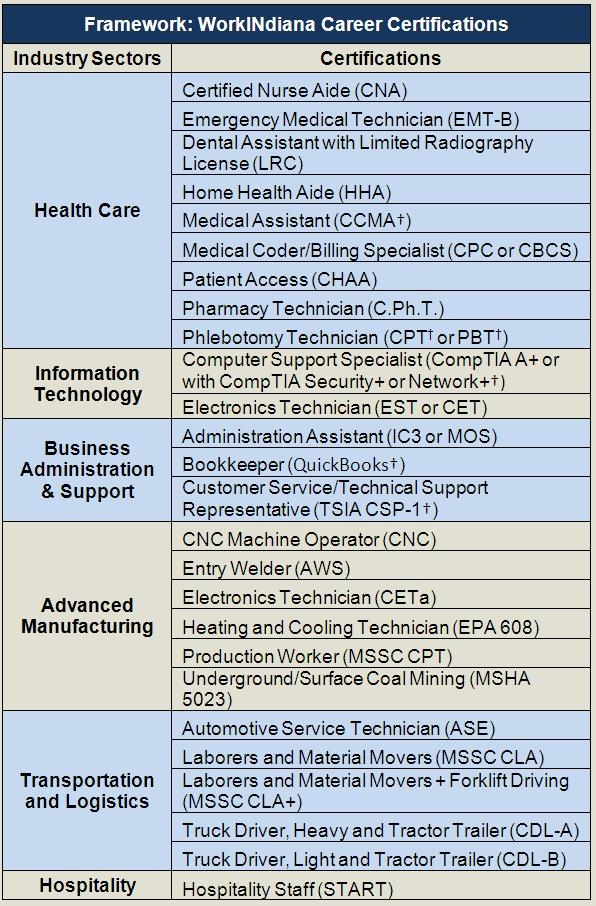 Framework: WorkINdiana Career Certifications
Industry Sectors
Certifications
Health Care
Certified Nurse Aide (CNA)
Emergency Medical Technician (EMT-B)
Dental Assistant with Limited Radiography
License (LRC)
Home Health Aide (HHA)
Medical Assistant (CCMA†)
Medical Coder/Billing Specialist (CPC or CBCS)
Patient Access (CHAA)
Pharmacy Technician (C.Ph.T.)
Phlebotomy Technician (CPT† or PBT†)
Information
Technology
Computer Support Specialist (CompTIA A+ or
with CompTIA Security+ or Network+†)
Electronics Technician (EST or CET)
Business
Administration
& Support
Administration Assistant (IC3 or MOS)
Bookkeeper (QuickBooks†)
Customer Service/Technical Support
Representative (TSIA CSP-1†)
Advanced
Manufacturing
CNC Machine Operator (CNC)
Entry Welder (AWS)
Electronics Technician (CETa)
Heating and Cooling Technician (EPA 608)
Production Worker (MSSC CPT)
Underground/Surface Coal Mining (MSHA
5023)
Transportation
and Logistics
Automotive Service Technician (ASE)
Laborers and Material Movers (MSSC CLA)
Laborers and Material Movers + Forklift Driving
(MSSC CLA+)
Truck Driver, Heavy and Tractor Trailer (CDL-A)
Truck Driver, Light and Tractor Trailer (CDL-B)
Hospitality
Hospitality Staff (START)